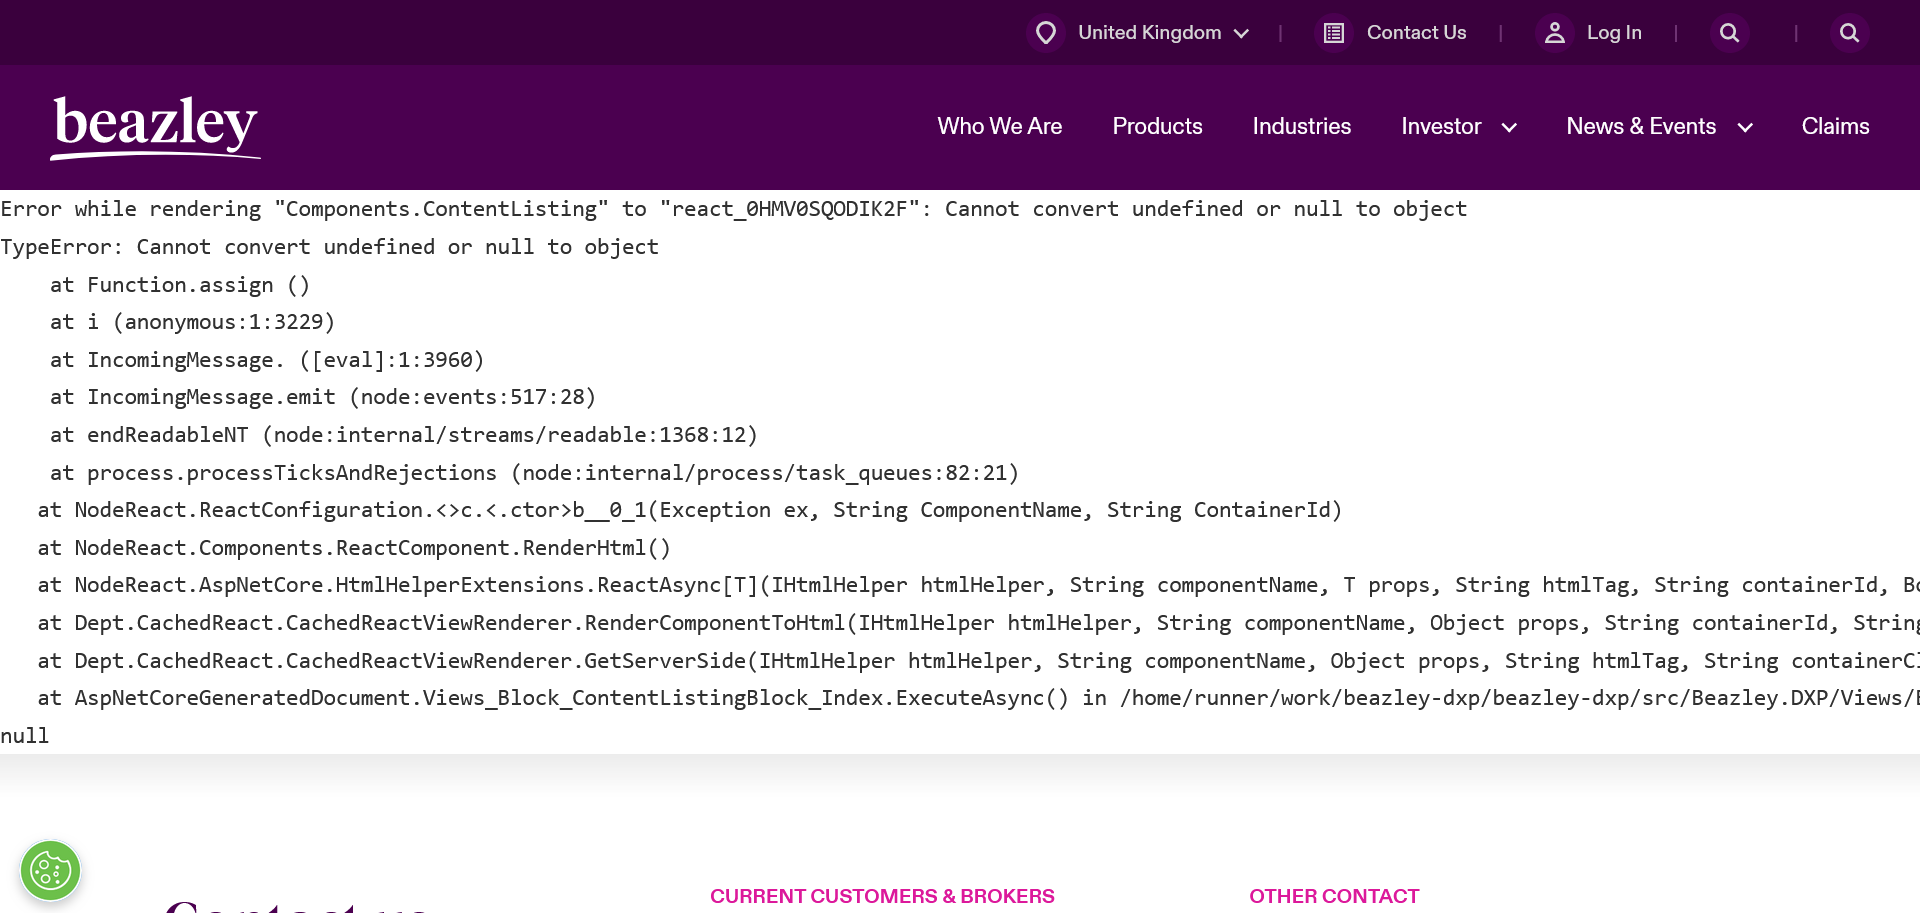 United Kingdom | Contact Us | Log In | |
beazley
Who We Are Products Industries Investor News & Events Claims
Error while rendering "Components.ContentListing" to "react_0HMV0SQODIK2F": Cannot convert undefined or null to object
TypeError: Cannot convert undefined or null to object
    at Function.assign ()
    at i (anonymous:1:3229)
    at IncomingMessage. ([eval]:1:3960)
    at IncomingMessage.emit (node:events:517:28)
    at endReadableNT (node:internal/streams/readable:1368:12)
    at process.processTicksAndRejections (node:internal/process/task_queues:82:21)
   at NodeReact.ReactConfiguration.<>c.<.ctor>b__0_1(Exception ex, String ComponentName, String ContainerId)
   at NodeReact.Components.ReactComponent.RenderHtml()
   at NodeReact.AspNetCore.HtmlHelperExtensions.ReactAsync[T](IHtmlHelper htmlHelper, String componentName, T props, String htmlTag, String containerId,
   at Dept.CachedReact.CachedReactViewRenderer.RenderComponentToHtml(IHtmlHelper htmlHelper, String componentName, Object props, String containerId, String
   at Dept.CachedReact.CachedReactViewRenderer.GetServerSide(IHtmlHelper htmlHelper, String componentName, Object props, String htmlTag, String
   at AspNetCoreGeneratedDocument.Views_Block_ContentListingBlock_Index.ExecuteAsync() in /home/runner/work/beazley-dxp/beazley-dxp/src/Beazley.DXP/Views/
null
Contact us
CURRENT CUSTOMERS & BROKERS
OTHER CONTACT